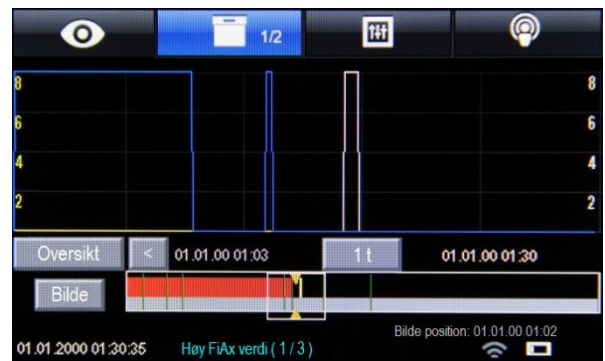 1/2
8 8
6 6
4 4
2 2
Oversikt < 01.01.00 01:03 1 t 01.01.00 01:30
Bilde
Bilde position: 01.01.00 01:02
01.01.2000 01:30:35 Høy FiAx verdi ( 1 / 3 )